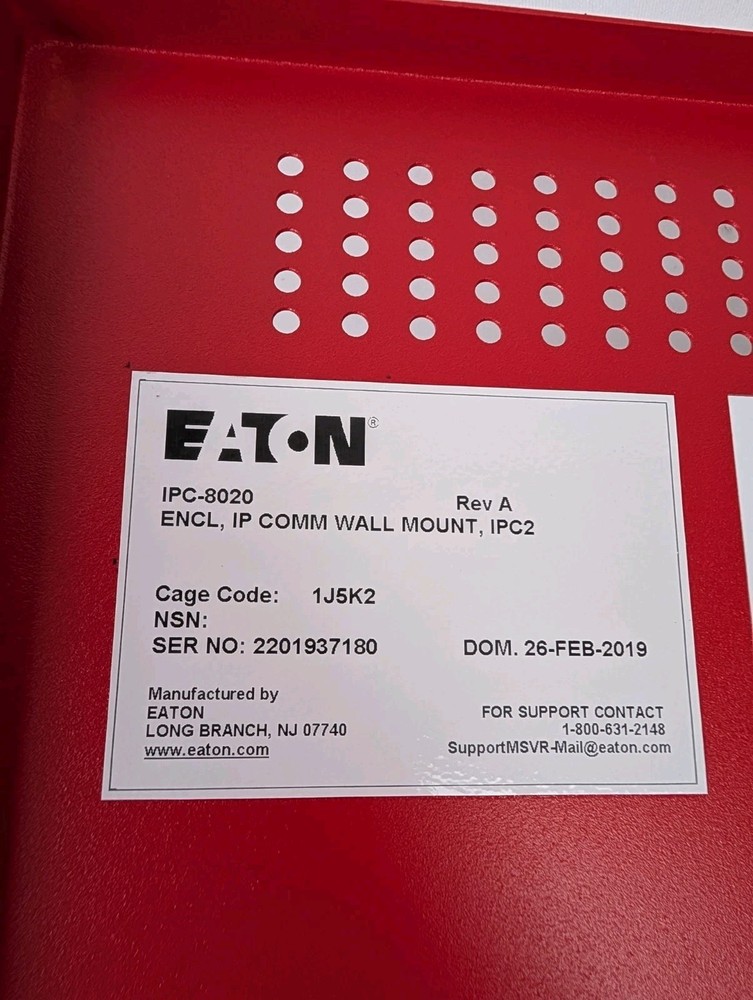 EATON®
IPC-8020 Rev A
ENCL, IP COMM WALL MOUNT, IPC2
Cage Code: 1J5K2
NSN:
SER NO: 2201937180 DOM. 26-FEB-2019
Manufactured by
EATON
LONG BRANCH, NJ 07740
www.eaton.com
FOR SUPPORT CONTACT
1-800-631-2148
SupportMSVR-Mail@eaton.com